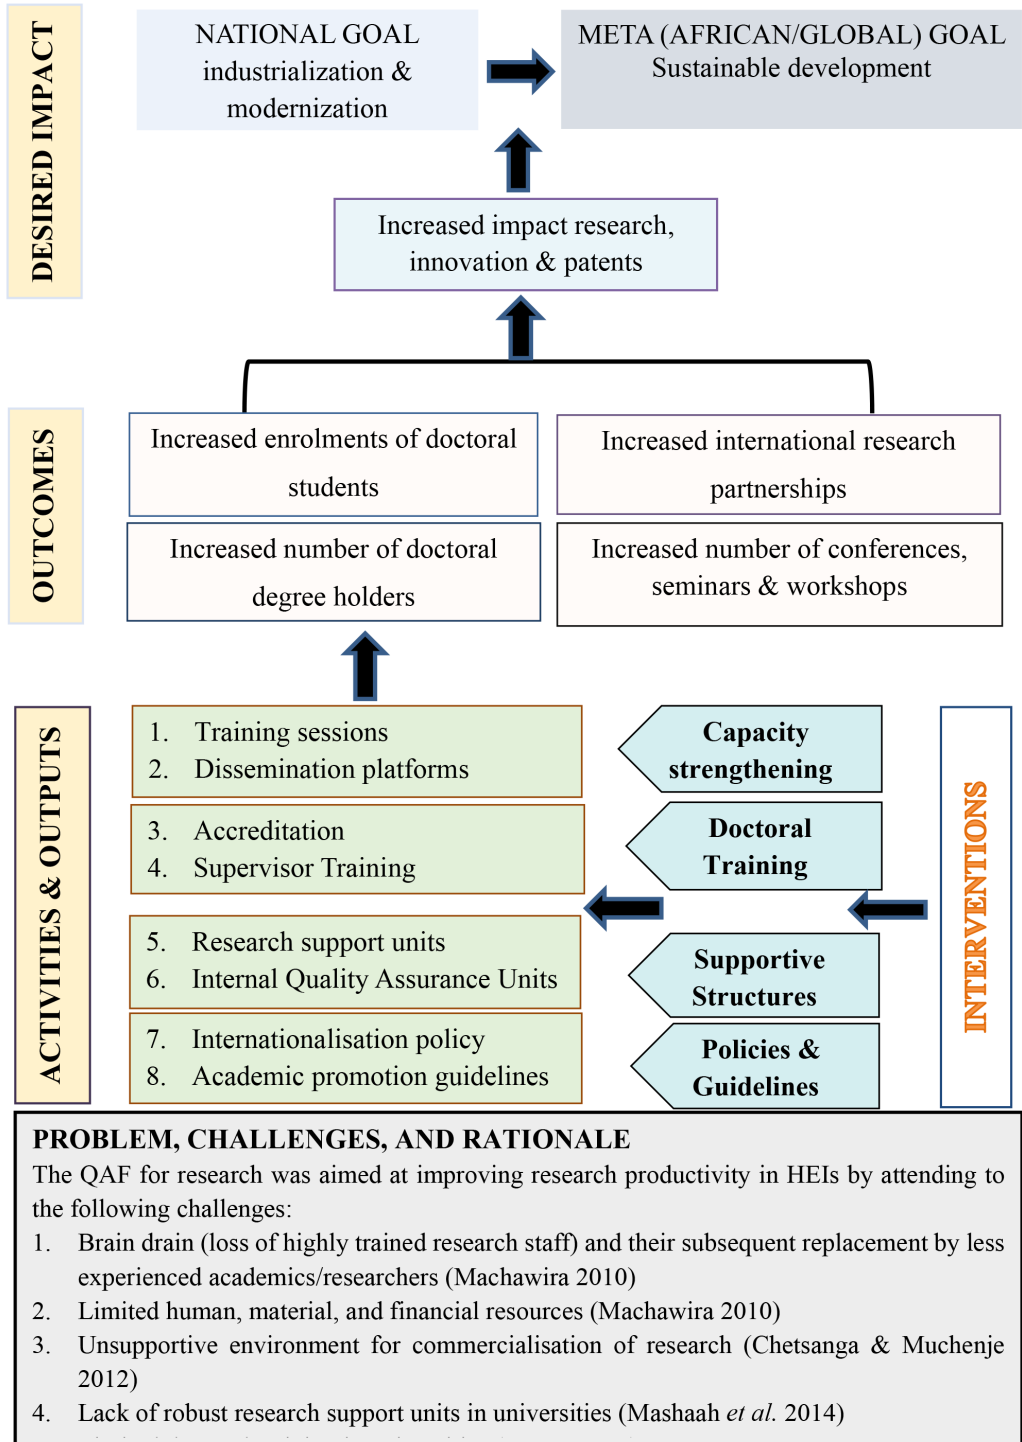 DESIRED IMPACT
NATIONAL GOAL
industrialization &
modernization
META (AFRICAN/GLOBAL) GOAL
Sustainable development
Increased impact research,
innovation & patents
OUTCOMES
Increased enrolments of doctoral
students
Increased international research
partnerships
Increased number of doctoral
degree holders
Increased number of conferences,
seminars & workshops
ACTIVITIES & OUTPUTS
1. Training sessions
2. Dissemination platforms
3. Accreditation
4. Supervisor Training
5. Research support units
6. Internal Quality Assurance Units
7. Internationalisation policy
8. Academic promotion guidelines
Capacity
strengthening
Doctoral
Training
Supportive
Structures
Policies &
Guidelines
INTERVENTIONS
PROBLEM, CHALLENGES, AND RATIONALE
The QAF for research was aimed at improving research productivity in HEIs by attending to
the following challenges:
1. Brain drain (loss of highly trained research staff) and their subsequent replacement by less
experienced academics/researchers (Machawira 2010)
2. Limited human, material, and financial resources (Machawira 2010)
3. Unsupportive environment for commercialisation of research (Chetsanga & Muchenje
2012)
4. Lack of robust research support units in universities (Mashaah et al. 2014)